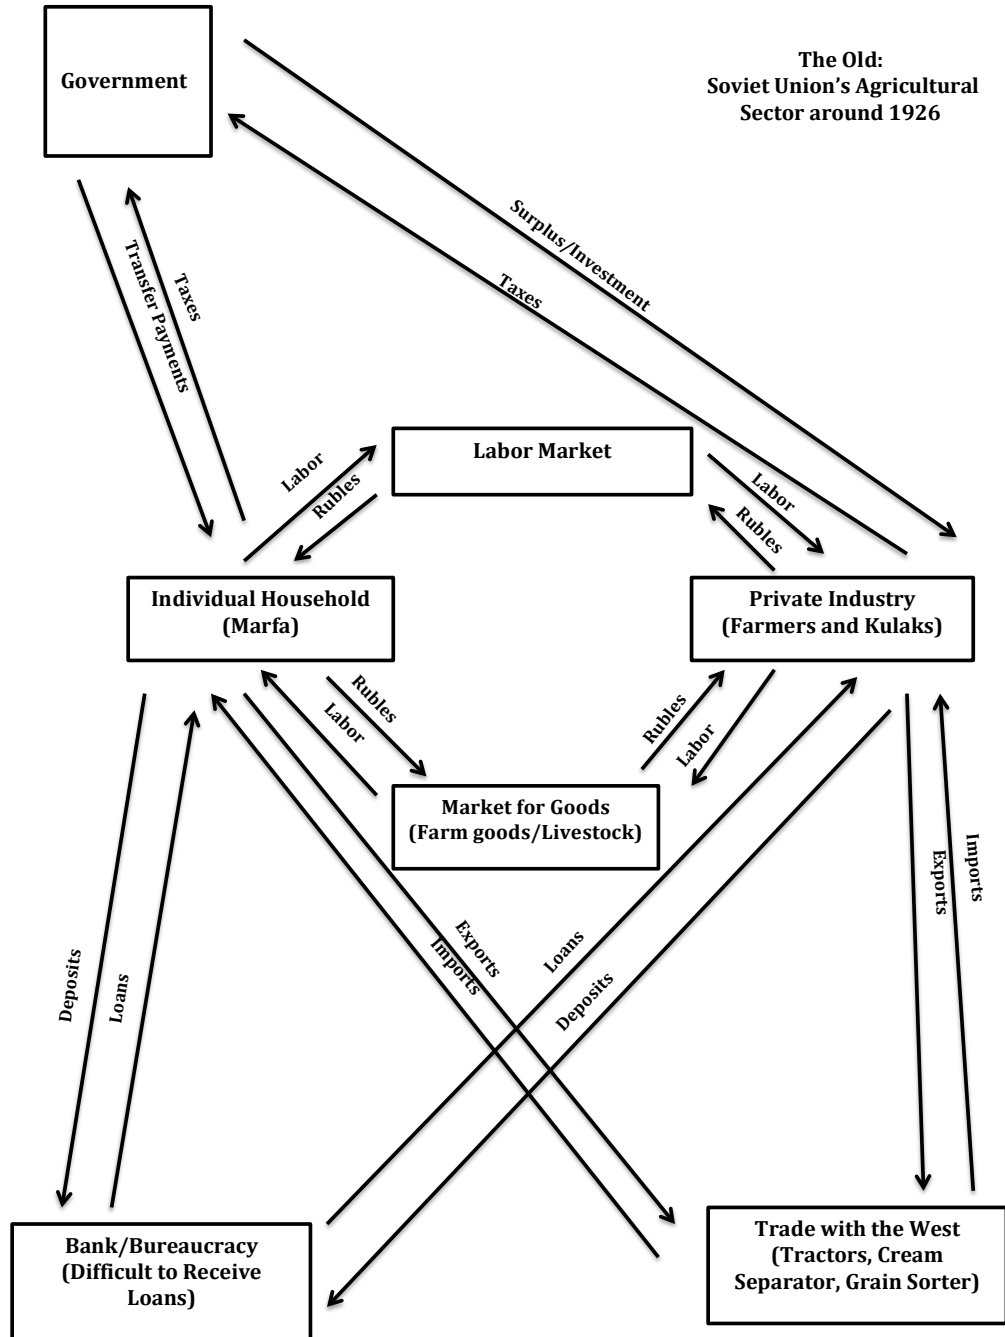 Government
The Old:
Soviet Union’s Agricultural
Sector around 1926
Surplus/Investment
Taxes
Transfer Payments
Taxes
Labor Market
Labor
Rubles
Labor
Rubles
Individual Household
(Marfa)
Private Industry
(Farmers and Kulaks)
Rubles
Labor
Rubles
Labor
Market for Goods
(Farm goods/Livestock)
Deposits
Loans
Exports
Imports
Loans
Deposits
Exports
Imports
Bank/Bureaucracy
(Difficult to Receive
Loans)
Trade with the West
(Tractors, Cream
Separator, Grain Sorter)